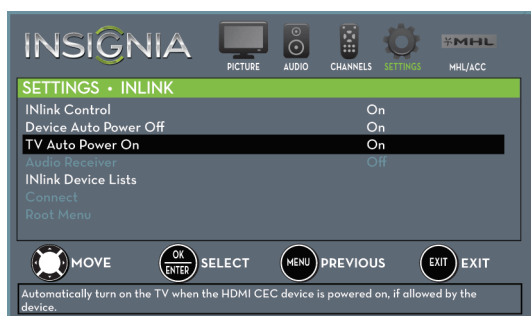 INSIGNIA
PICTURE AUDIO CHANNELS SETTINGS MHL/ACC
MHL
SETTINGS • INLINK
INlink Control On
Device Auto Power Off On
TV Auto Power On On
Audio Receiver Off
INlink Device Lists
Connect
Root Menu
MOVE OK ENTER SELECT MENU PREVIOUS EXIT EXIT
Automatically turn on the TV when the HDMI CEC device is powered on, if allowed by the
device.